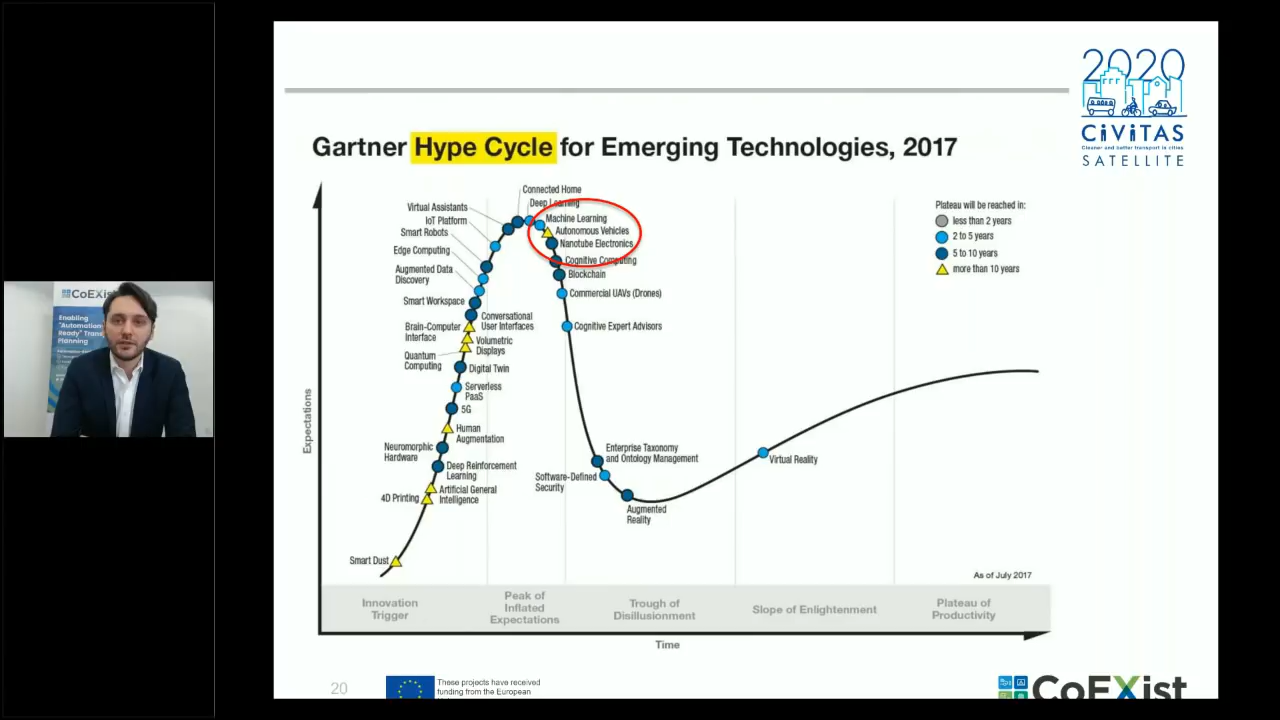 CoEXist
Enabling
"Automation-
Ready" Trans
Planning
2020
CiViTAS
Cleaner and better transport in cities
SATELLITE
Gartner Hype Cycle for Emerging Technologies, 2017
Connected Home
Deep Learning
Virtual Assistants
Machine Learning
IoT Platform
Autonomous Vehicles
Smart Robots
Nanotube Electronics
Edge Computing
Cognitive Computing
Augmented Data
Discovery
Blockchain
Commercial UAVs (Drones)
Smart Workspace
Conversational
User Interfaces
Brain-Computer
Interface
Cognitive Expert Advisors
Volumetric
Displays
Quantum
Computing
Digital Twin
Serverless
PaaS
5G
Human
Augmentation
Neuromorphic
Hardware
Deep Reinforcement
Learning
4D Printing
Artificial General
Intelligence
Smart Dust
Enterprise Taxonomy
and Ontology Management
Software-Defined
Security
Augmented
Reality
Virtual Reality
Plateau will be reached in:
less than 2 years
2 to 5 years
5 to 10 years
more than 10 years
As of July 2017
Expectations
Innovation
Trigger
Peak of
Inflated
Expectations
Trough of
Disillusionment
Slope of Enlightenment
Plateau of
Productivity
Time
20
These projects have received
funding from the European
CoEXist